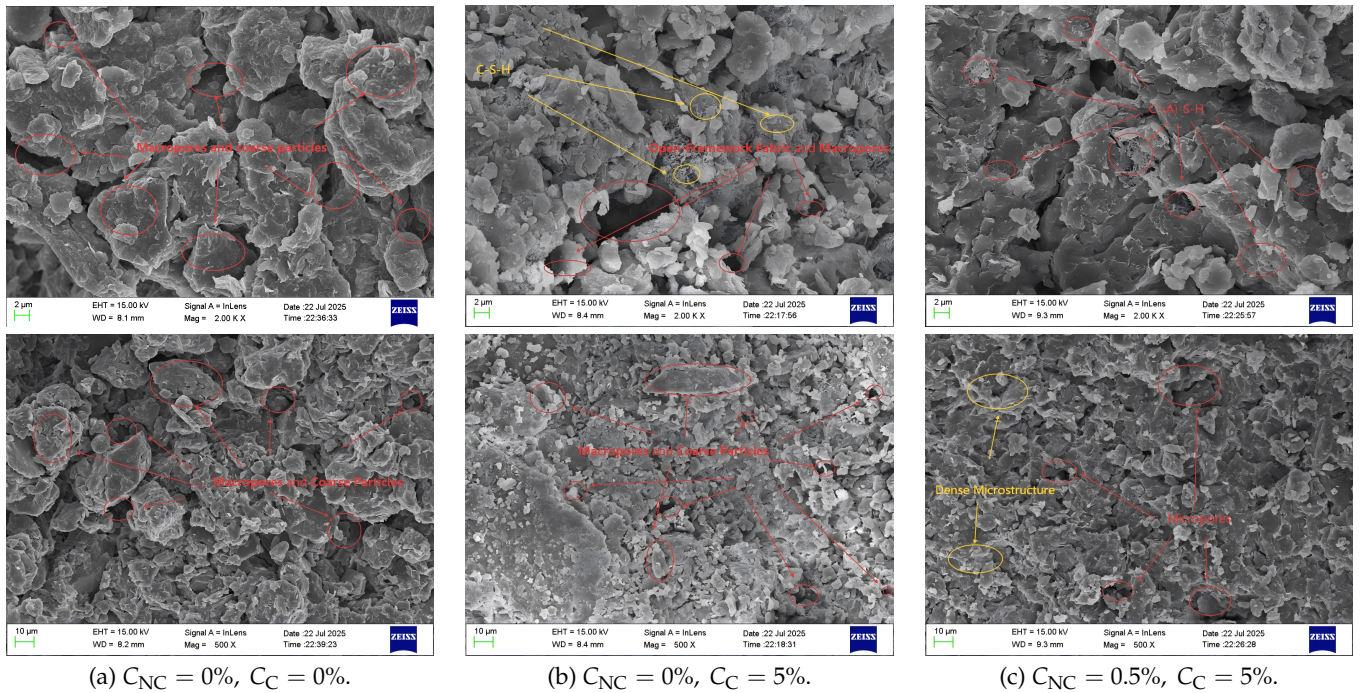 Macropores and coarse particles
2 μm
EHT = 15.00 kV
Signal A = InLens
Date :22 Jul 2025
WD = 8.1 mm
Mag = 2.00 K X
Time :22:36:33
ZEISS
C-S-H
Open-Framework Fabric and Macropores
2 μm
EHT = 15.00 kV
Signal A = InLens
Date :22 Jul 2025
WD = 8.4 mm
Mag = 2.00 K X
Time :22:17:56
ZEISS
C-(A)-S-H
2 μm
EHT = 15.00 kV
Signal A = InLens
Date :22 Jul 2025
WD = 9.3 mm
Mag = 2.00 K X
Time :22:25:57
ZEISS
Macropores and Coarse Particles
10 μm
EHT = 15.00 kV
Signal A = InLens
Date :22 Jul 2025
WD = 8.2 mm
Mag = 500 X
Time :22:39:23
ZEISS
Macropores and Coarse Particles
10 μm
EHT = 15.00 kV
Signal A = InLens
Date :22 Jul 2025
WD = 8.4 mm
Mag = 500 X
Time :22:18:31
ZEISS
Dense Microstructure
Micropores
10 μm
EHT = 15.00 kV
Signal A = InLens
Date :22 Jul 2025
WD = 9.3 mm
Mag = 500 X
Time :22:26:28
ZEISS
(a) C_NC = 0%, C_C = 0%.
(b) C_NC = 0%, C_C = 5%.
(c) C_NC = 0.5%, C_C = 5%.